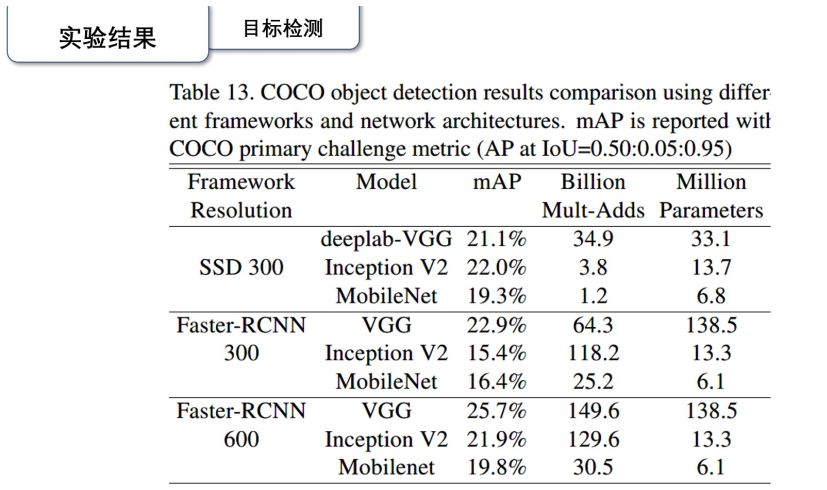 实验结果
目标检测
Table 13. COCO object detection results comparison using differ-
ent frameworks and network architectures. mAP is reported with
COCO primary challenge metric (AP at IoU=0.50:0.05:0.95)
Framework Model mAP Billion Million
Resolution Mult-Adds Parameters
deeplab-VGG 21.1% 34.9 33.1
SSD 300 Inception V2 22.0% 3.8 13.7
MobileNet 19.3% 1.2 6.8
Faster-RCNN VGG 22.9% 64.3 138.5
300 Inception V2 15.4% 118.2 13.3
MobileNet 16.4% 25.2 6.1
Faster-RCNN VGG 25.7% 149.6 138.5
600 Inception V2 21.9% 129.6 13.3
Mobilenet 19.8% 30.5 6.1